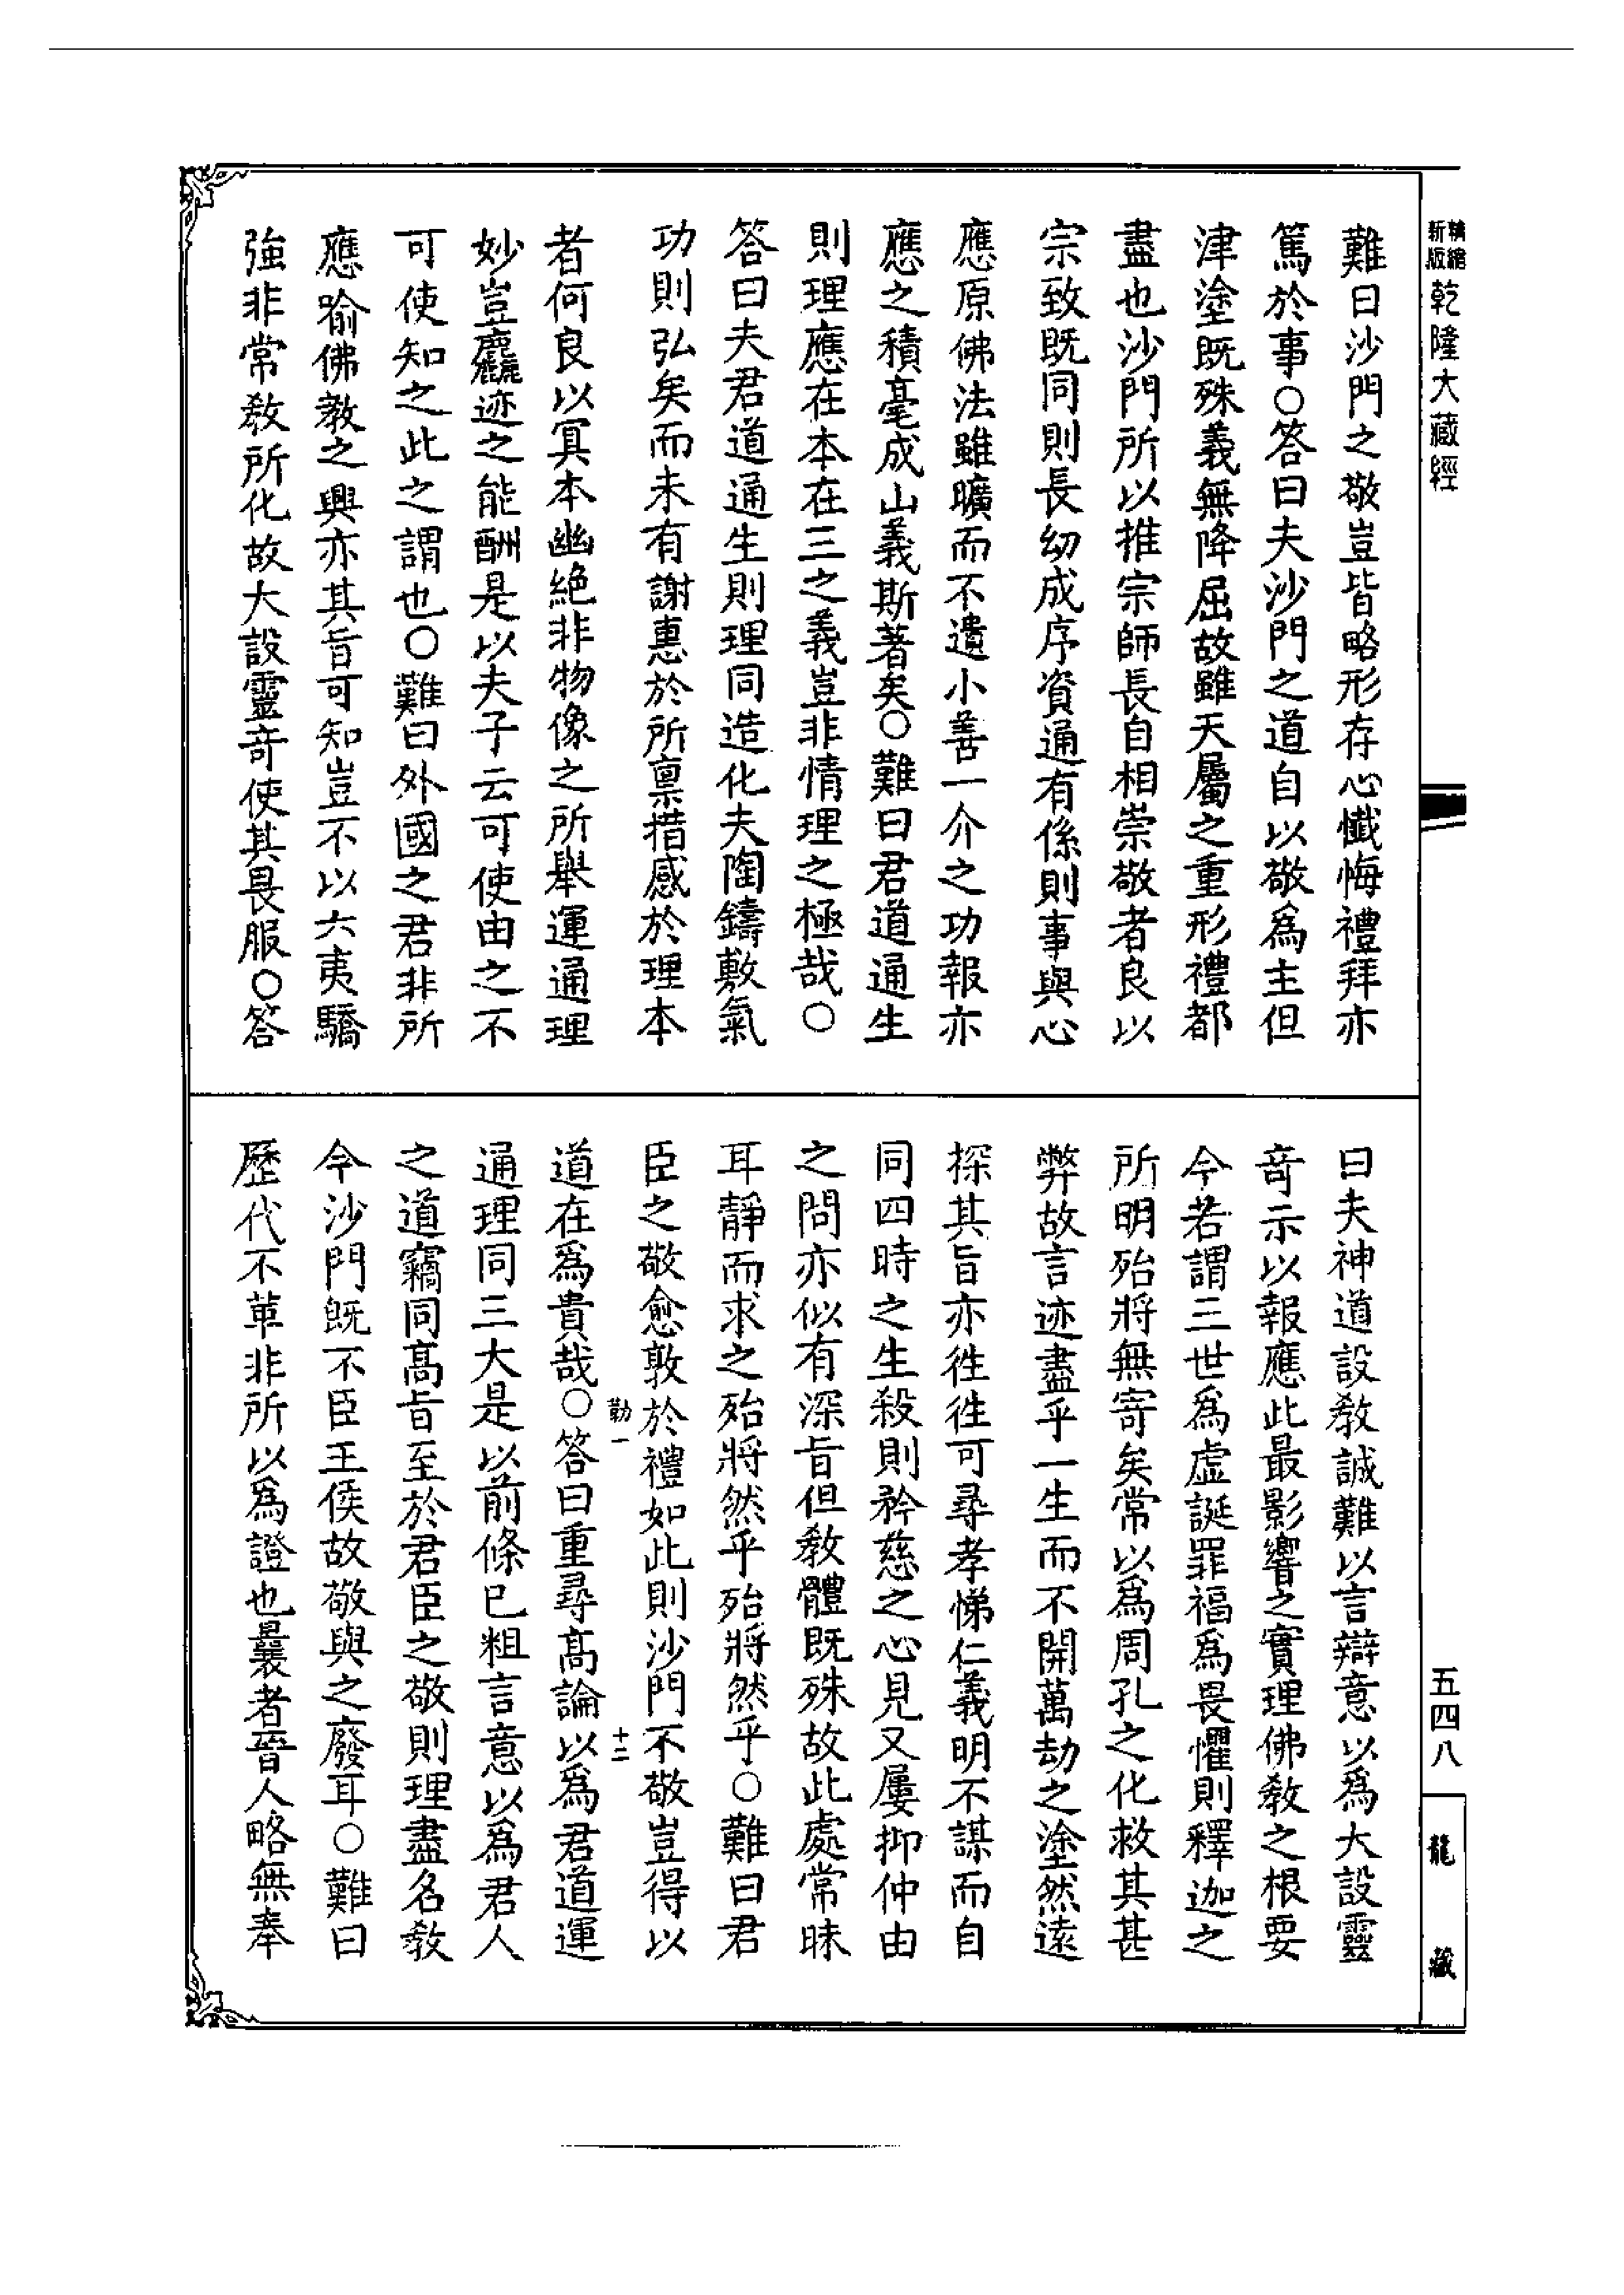 新版精縮乾隆大藏經
難曰沙門之敬豈皆略形存心懺悔禮拜亦
篤於事○答曰夫沙門之道自以敬為主但
津塗既殊義無降屈故雖天屬之重形禮都
盡也沙門所以推宗師長自相崇敬者良以
宗致既同則長幼成序資通有係則事與心
應原佛法雖曠而不遺小善一介之功報亦
應之積毫成山義斯著矣○難曰君道通生
則理應在本在三之義豈非情理之極哉○
答曰夫君道通生則理同造化夫陶鑄敷氣
功則弘矣而未有謝惠於所稟措感於理本
者何良以冥本幽絕非物像之所舉運通理
妙豈麤迹之能酬是以夫子云可使由之不
可使知之此之謂也○難曰外國之君非所
應喻佛教之興亦其旨可知豈不以六夷驕
強非常教所化故大設靈奇使其畏服○答
曰夫神道設教誠難以言辯意以為大設靈
奇示以報應此最影響之實理佛教之根要
今若謂三世為虛誕罪福為畏懼則釋迦之
所明殆將無寄矣常以為周孔之化救其甚
弊故言迹盡乎一生而不開萬劫之塗然遠
探其旨亦徃徃可尋孝悌仁義明不謀而自
同四時之生殺則矜慈之心見又屢抑仲由
之問亦似有深旨但教體既殊故此處常昧
耳靜而求之殆將然乎殆將然乎○難曰君
臣之敬愈敦於禮如此則沙門不敬豈得以
勒一
十二
道在為貴哉○答曰重尋高論以為君道運
通理同三大是以前條已粗言意以為君人
之道竊同高旨至於君臣之敬則理盡名教
今沙門既不臣王侯故敬與之廢耳○難曰
歷代不革非所以為證也曩者晉人略無奉
五四八
龍藏